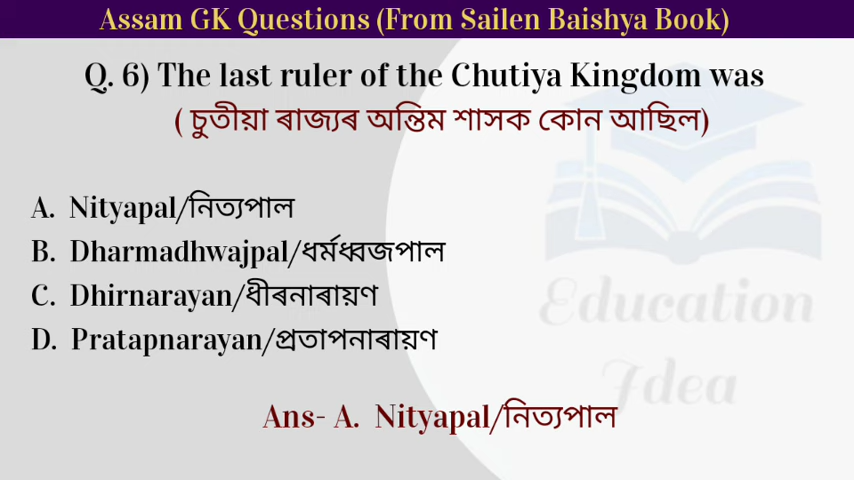 Assam GK Questions (From Sailen Baishya Book)
Q. 6) The last ruler of the Chutiya Kingdom was
( চুতীয়া ৰাজ্যৰ অন্তিম শাসক কোন আছিল)
A. Nityapal/নিত্যপাল
B. Dharmadhwajpal/ধৰ্মধ্বজপাল
C. Dhirnarayan/ধীৰনাৰায়ণ
D. Pratapnarayan/প্ৰতাপনাৰায়ণ
Education
Idea
Ans- A. Nityapal/নিত্যপাল